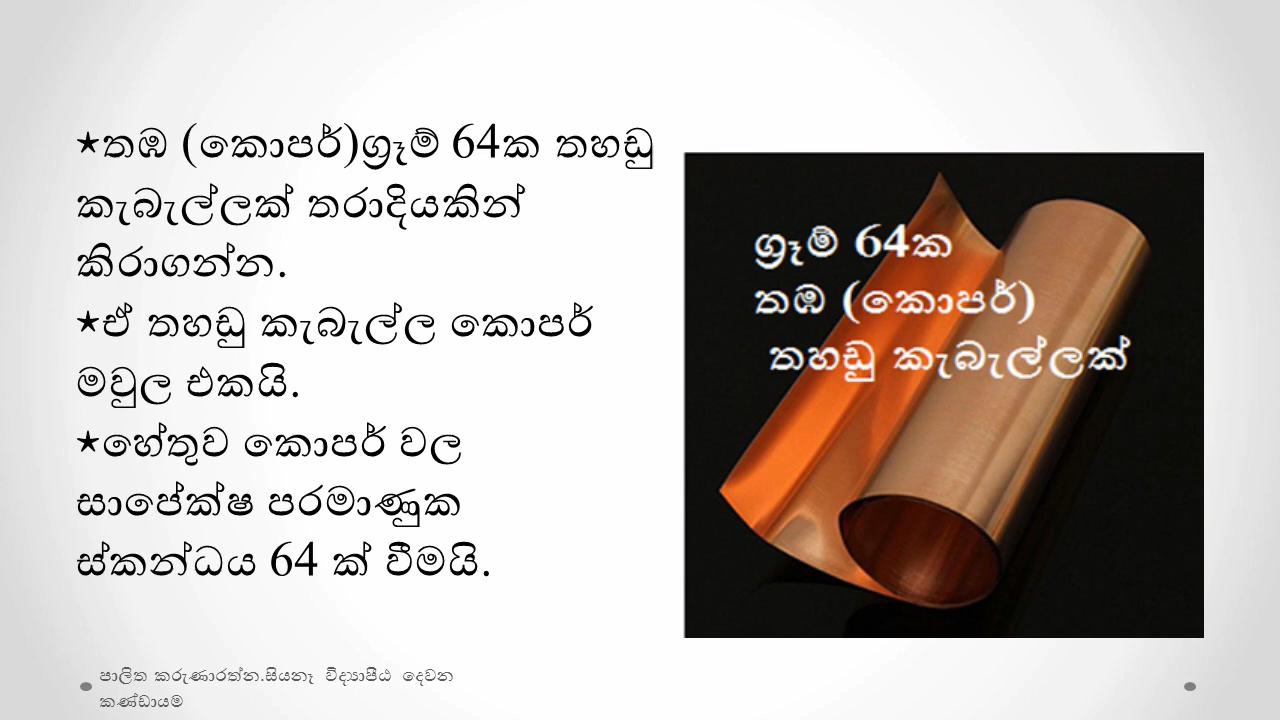 ★තඹ (කොපර්)ග්‍රෑම් 64ක තහඩු
කැබැල්ලක් තරාදියකින්
කිරාගන්න.
★ඒ තහඩු කැබැල්ල කොපර්
මවුල එකයි.
★හේතුව කොපර් වල
සාපේක්ෂ පරමාණුක
ස්කන්ධය 64 ක් වීමයි.
ග්‍රෑම් 64ක
තඹ (කොපර්)
තහඩු කැබැල්ලක්
පාලිත කරුණාරත්න.සියනෑ විද්‍යාපීඨ දෙවන
කණ්ඩායම